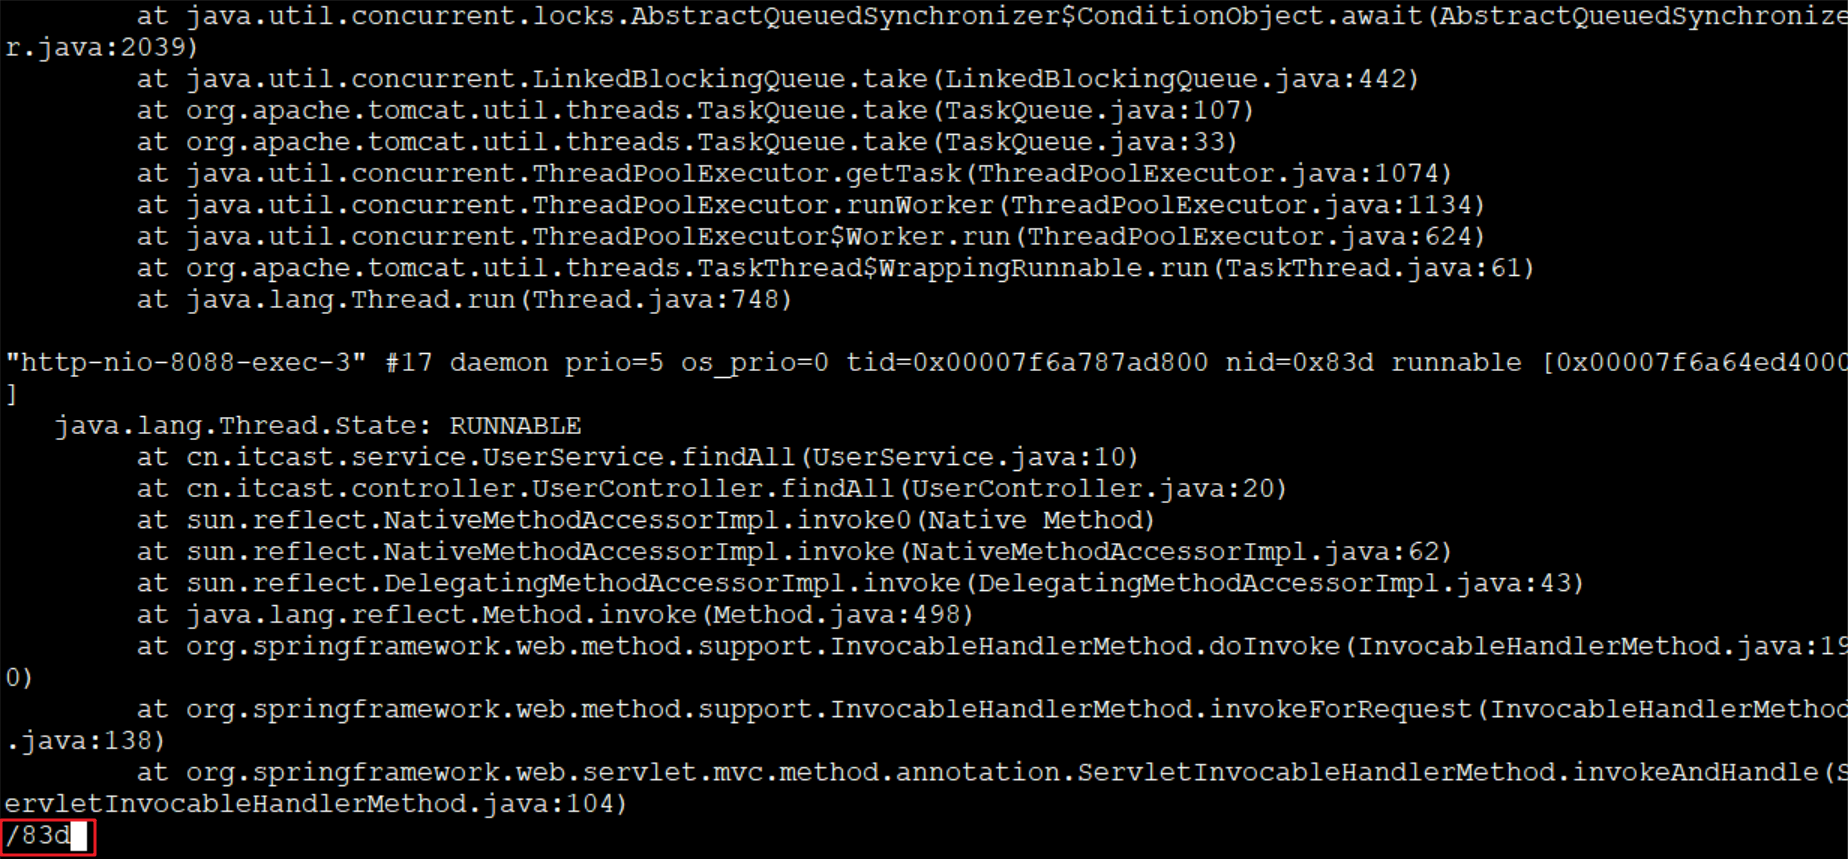 at java.util.concurrent.locks.AbstractQueuedSynchronizer$ConditionObject.await(AbstractQueuedSynchronize
r.java:2039)
at java.util.concurrent.LinkedBlockingQueue.take(LinkedBlockingQueue.java:442)
at org.apache.tomcat.util.threads.TaskQueue.take(TaskQueue.java:107)
at org.apache.tomcat.util.threads.TaskQueue.take(TaskQueue.java:33)
at java.util.concurrent.ThreadPoolExecutor.getTask(ThreadPoolExecutor.java:1074)
at java.util.concurrent.ThreadPoolExecutor.runWorker(ThreadPoolExecutor.java:1134)
at java.util.concurrent.ThreadPoolExecutor$Worker.run(ThreadPoolExecutor.java:624)
at org.apache.tomcat.util.threads.TaskThread$WrappingRunnable.run(TaskThread.java:61)
at java.lang.Thread.run(Thread.java:748)
"http-nio-8088-exec-3" #17 daemon prio=5 os_prio=0 tid=0x00007f6a787ad800 nid=0x83d runnable [0x00007f6a64ed4000
]
java.lang.Thread.State: RUNNABLE
at cn.itcast.service.UserService.findAll(UserService.java:10)
at cn.itcast.controller.UserController.findAll(UserController.java:20)
at sun.reflect.NativeMethodAccessorImpl.invoke0(Native Method)
at sun.reflect.NativeMethodAccessorImpl.invoke(NativeMethodAccessorImpl.java:62)
at sun.reflect.DelegatingMethodAccessorImpl.invoke(DelegatingMethodAccessorImpl.java:43)
at java.lang.reflect.Method.invoke(Method.java:498)
at org.springframework.web.method.support.InvocableHandlerMethod.doInvoke(InvocableHandlerMethod.java:19
0)
at org.springframework.web.method.support.InvocableHandlerMethod.invokeForRequest(InvocableHandlerMethod
.java:138)
at org.springframework.web.servlet.mvc.method.annotation.ServletInvocableHandlerMethod.invokeAndHandle(S
ervletInvocableHandlerMethod.java:104)
/83d